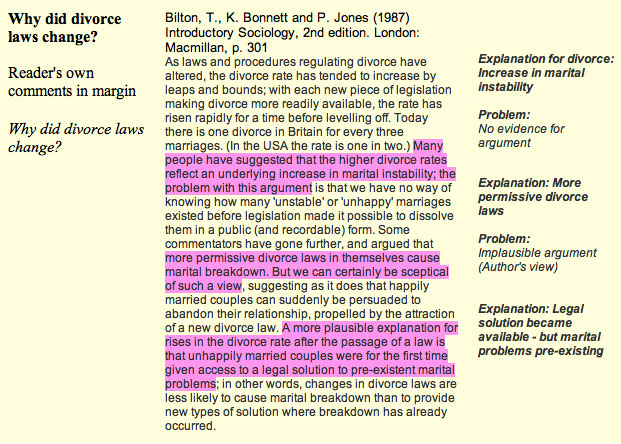 Why did divorce
laws change?
Reader's own
comments in margin
Why did divorce laws
change?
Bilton, T., K. Bonnett and P. Jones (1987)
Introductory Sociology, 2nd edition. London:
Macmillan, p. 301
As laws and procedures regulating divorce have
altered, the divorce rate has tended to increase by
leaps and bounds; with each new piece of legislation
making divorce more readily available, the rate has
risen rapidly for a time before levelling off. Today
there is one divorce in Britain for every three
marriages. (In the USA the rate is one in two.) Many
people have suggested that the higher divorce rates
reflect an underlying increase in marital instability; the
problem with this argument is that we have no way of
knowing how many 'unstable' or 'unhappy' marriages
existed before legislation made it possible to dissolve
them in a public (and recordable) form. Some
commentators have gone further, and argued that
more permissive divorce laws in themselves cause
marital breakdown. But we can certainly be sceptical
of such a view, suggesting as it does that happily
married couples can suddenly be persuaded to
abandon their relationship, propelled by the attraction
of a new divorce law. A more plausible explanation for
rises in the divorce rate after the passage of a law is
that unhappily married couples were for the first time
given access to a legal solution to pre-existent marital
problems; in other words, changes in divorce laws are
less likely to cause marital breakdown than to provide
new types of solution where breakdown has already
occurred.
Explanation for divorce:
Increase in marital
instability
Problem:
No evidence for
argument
Explanation: More
permissive divorce
laws
Problem:
Implausible argument
(Author's view)
Explanation: Legal
solution became
available - but marital
problems pre-existing